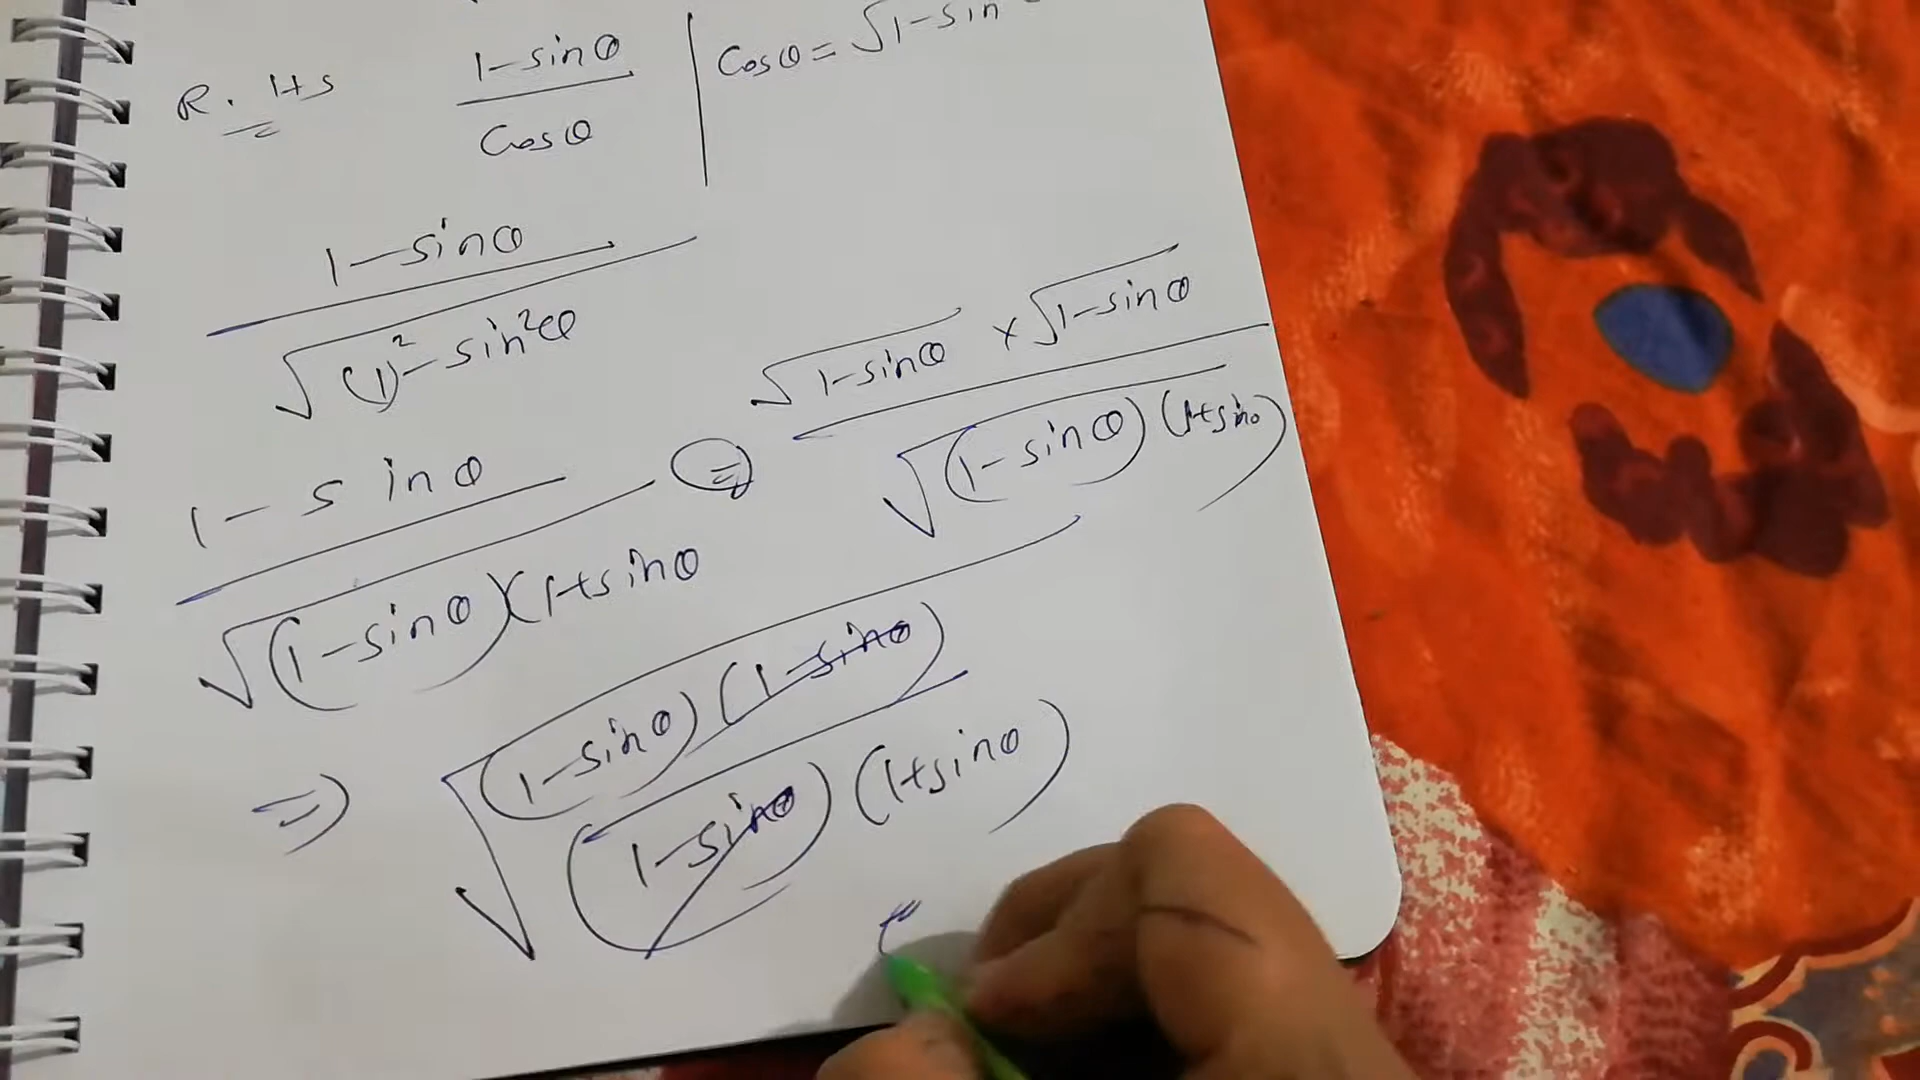 R. H S 1-sinθ / Cosθ | Cosθ = √1-sin
1-sinθ / √(1)²-sin²θ
1-sinθ / √(1-sinθ)(1+sinθ
⇒ √1-sinθ × √1-sinθ / √(1-sinθ)(1+sinθ)
⇒ √(1-sinθ)(1-sinθ) / (1-sinθ)(1+sinθ)